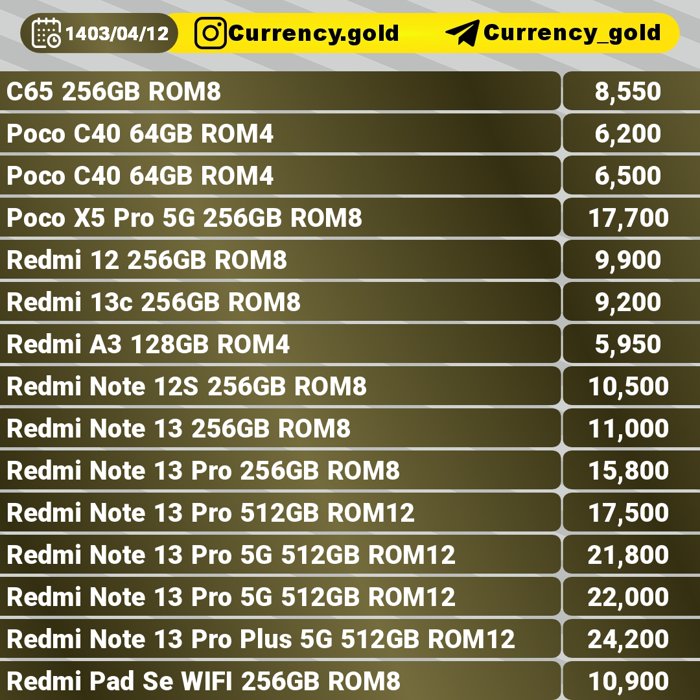 1403/04/12 Currency.gold Currency_gold
C65 256GB ROM8 8,550
Poco C40 64GB ROM4 6,200
Poco C40 64GB ROM4 6,500
Poco X5 Pro 5G 256GB ROM8 17,700
Redmi 12 256GB ROM8 9,900
Redmi 13c 256GB ROM8 9,200
Redmi A3 128GB ROM4 5,950
Redmi Note 12S 256GB ROM8 10,500
Redmi Note 13 256GB ROM8 11,000
Redmi Note 13 Pro 256GB ROM8 15,800
Redmi Note 13 Pro 512GB ROM12 17,500
Redmi Note 13 Pro 5G 512GB ROM12 21,800
Redmi Note 13 Pro 5G 512GB ROM12 22,000
Redmi Note 13 Pro Plus 5G 512GB ROM12 24,200
Redmi Pad Se WIFI 256GB ROM8 10,900